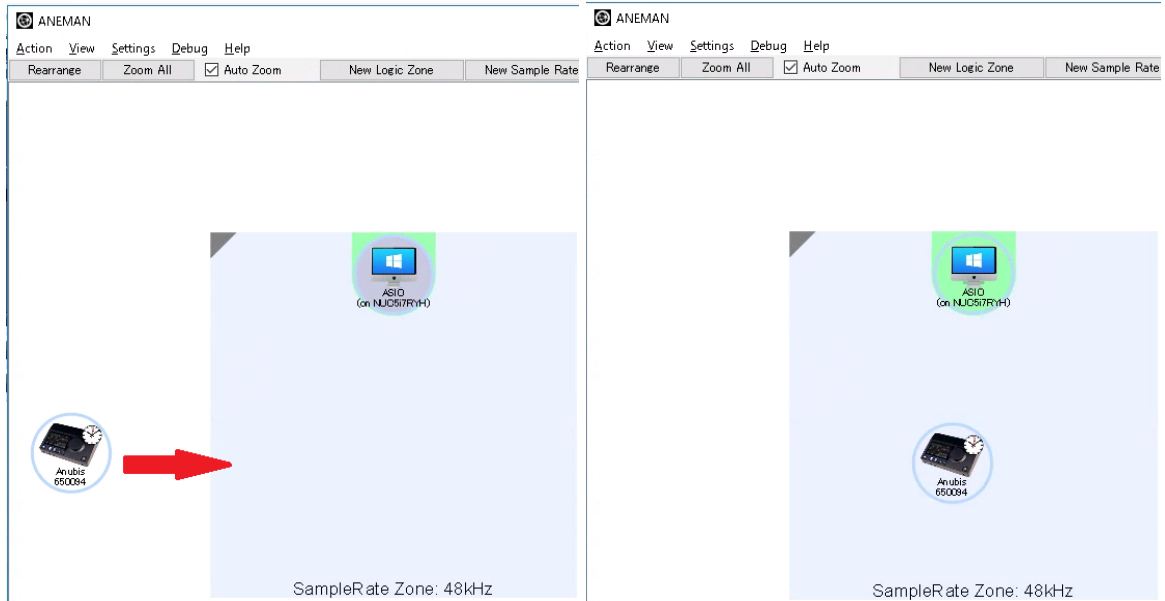 ANEMAN
Action View Settings Debug Help
Rearrange Zoom All Auto Zoom New Logic Zone New Sample Rate
ASIO
(on NUC5i7RYH)
Anubis
650094
SampleRate Zone: 48kHz
ANEMAN
Action View Settings Debug Help
Rearrange Zoom All Auto Zoom New Logic Zone New Sample Rate
ASIO
(on NUC5i7RYH)
Anubis
650094
SampleRate Zone: 48kHz